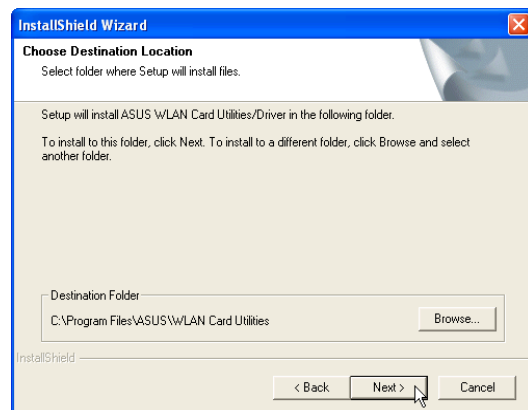 InstallShield Wizard
Choose Destination Location
Select folder where Setup will install files.
Setup will install ASUS WLAN Card Utilities/Driver in the following folder.
To install to this folder, click Next. To install to a different folder, click Browse and select
another folder.
Destination Folder
C:\Program Files\ASUS\WLAN Card Utilities
Browse...
InstallShield
< Back
Next >
Cancel